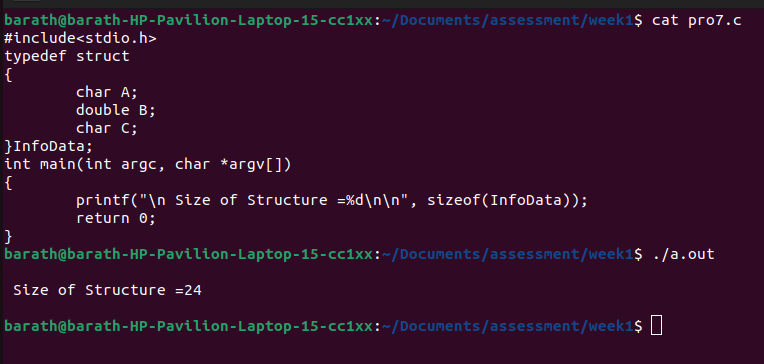 barath@barath-HP-Pavilion-Laptop-15-cc1xx:~/Documents/assessment/week1$ cat pro7.c
#include<stdio.h>
typedef struct
{
        char A;
        double B;
        char C;
}InfoData;
int main(int argc, char *argv[])
{
        printf("\n Size of Structure =%d\n\n", sizeof(InfoData));
        return 0;
}
barath@barath-HP-Pavilion-Laptop-15-cc1xx:~/Documents/assessment/week1$ ./a.out
 Size of Structure =24
barath@barath-HP-Pavilion-Laptop-15-cc1xx:~/Documents/assessment/week1$